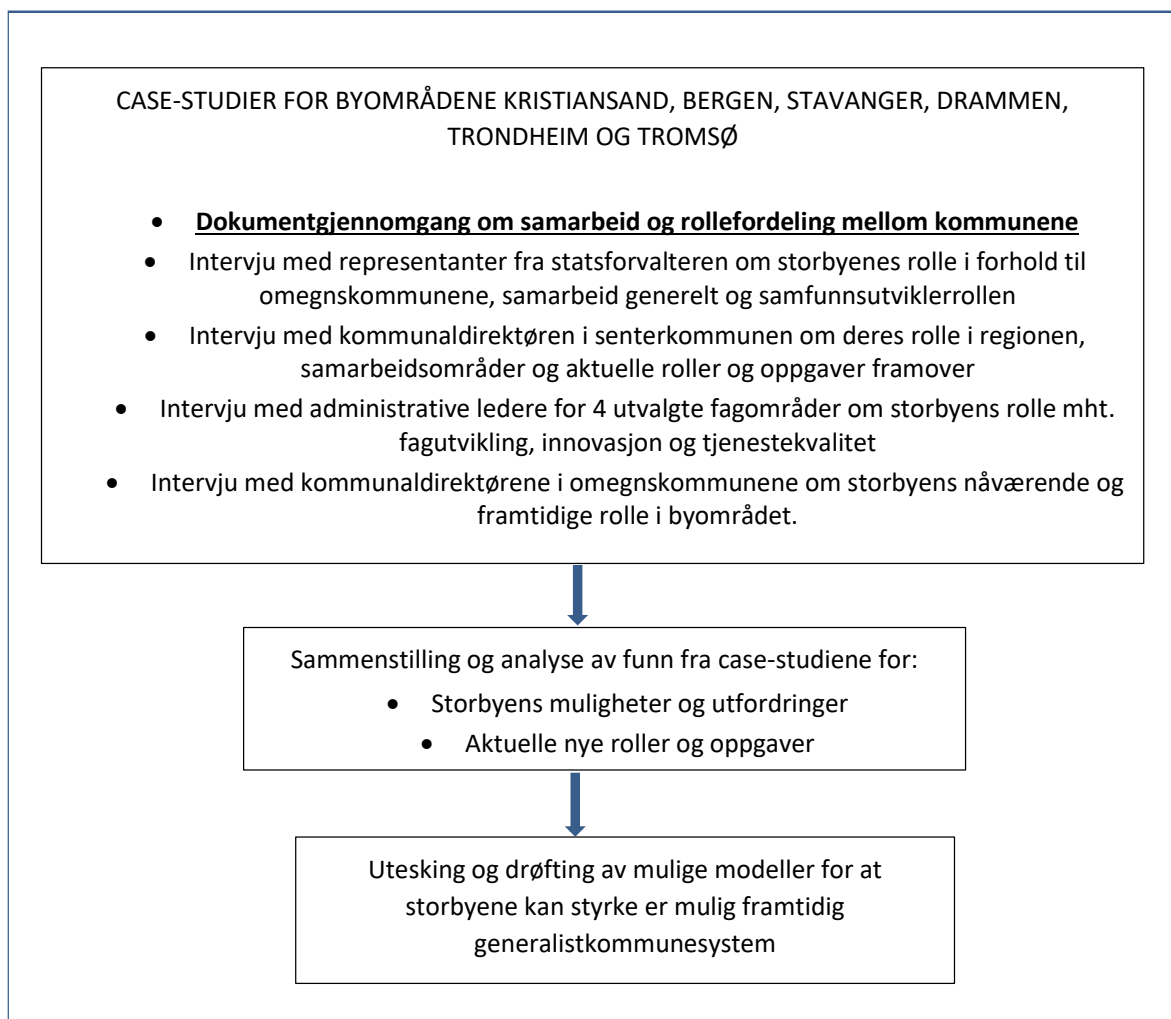 CASE-STUDIER FOR BYOMRÅDENE KRISTIANSAND, BERGEN, STAVANGER, DRAMMEN,
TRONDHEIM OG TROMSØ
• Dokumentgjennomgang om samarbeid og rollefordeling mellom kommunene
• Intervju med representanter fra statsforvalteren om storbyenes rolle i forhold til
omegnskommunene, samarbeid generelt og samfunnsutviklerrollen
• Intervju med kommunaldirektøren i senterkommunen om deres rolle i regionen,
samarbeidsområder og aktuelle roller og oppgaver framover
• Intervju med administrative ledere for 4 utvalgte fagområder om storbyens rolle mht.
fagutvikling, innovasjon og tjenestekvalitet
• Intervju med kommunaldirektørene i omegnskommunene om storbyens nåværende og
framtidige rolle i byområdet.
Sammenstilling og analyse av funn fra case-studiene for:
• Storbyens muligheter og utfordringer
• Aktuelle nye roller og oppgaver
Utesking og drøfting av mulige modeller for at
storbyene kan styrke er mulig framtidig
generalistkommunesystem